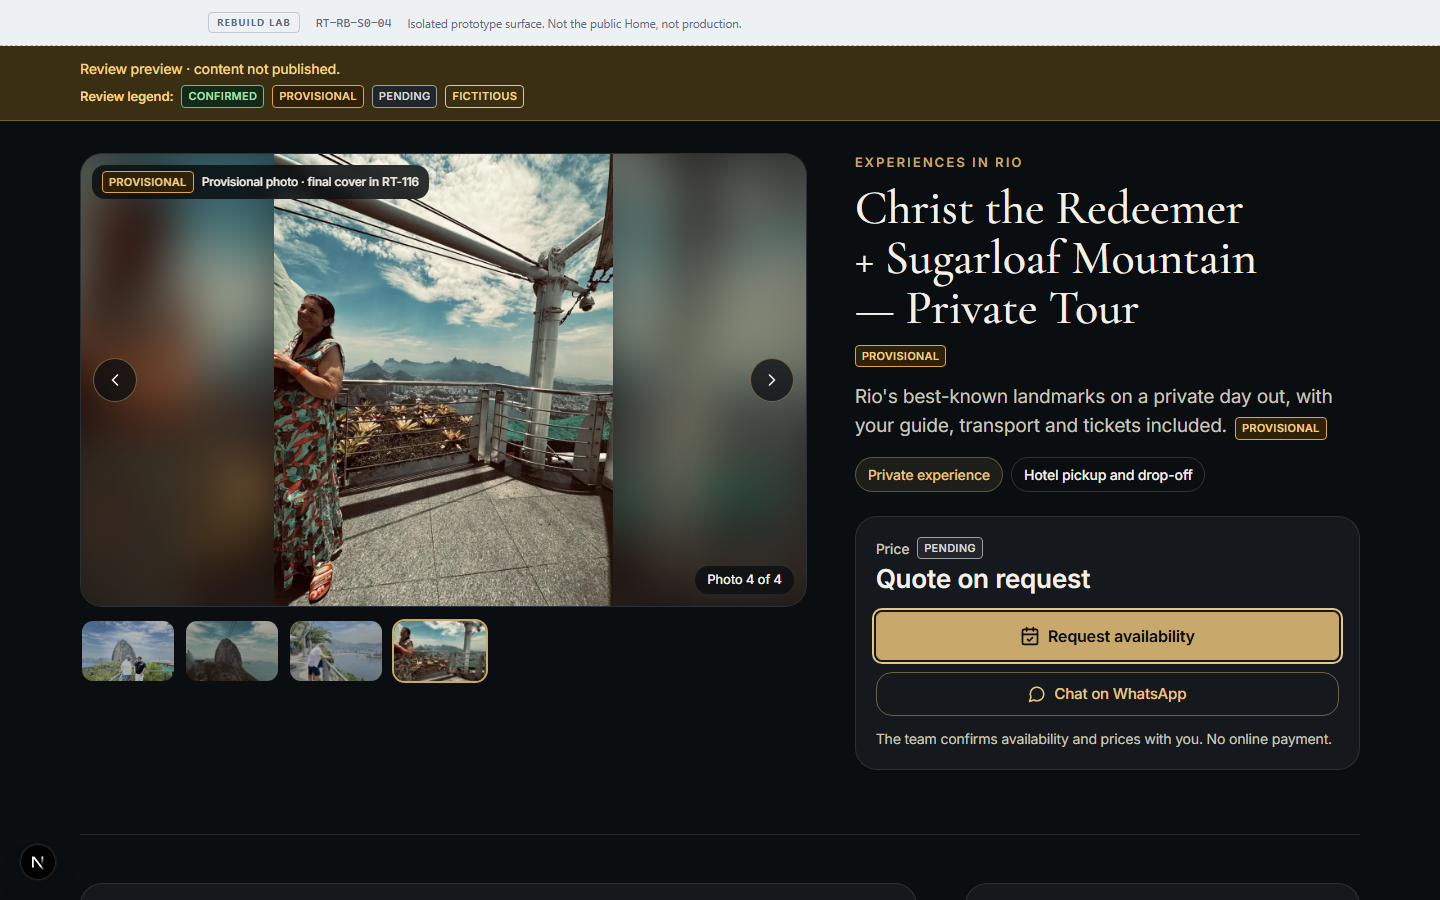 REBUILD LAB RT-RB-S0-04 Isolated prototype surface. Not the public Home, not production.
Review preview · content not published.
Review legend: CONFIRMED PROVISIONAL PENDING FICTITIOUS
PROVISIONAL Provisional photo · final cover in RT-116
Photo 4 of 4
EXPERIENCES IN RIO
Christ the Redeemer
+ Sugarloaf Mountain
— Private Tour
PROVISIONAL
Rio's best-known landmarks on a private day out, with
your guide, transport and tickets included. PROVISIONAL
Private experience Hotel pickup and drop-off
Price PENDING
Quote on request
Request availability
Chat on WhatsApp
The team confirms availability and prices with you. No online payment.
N